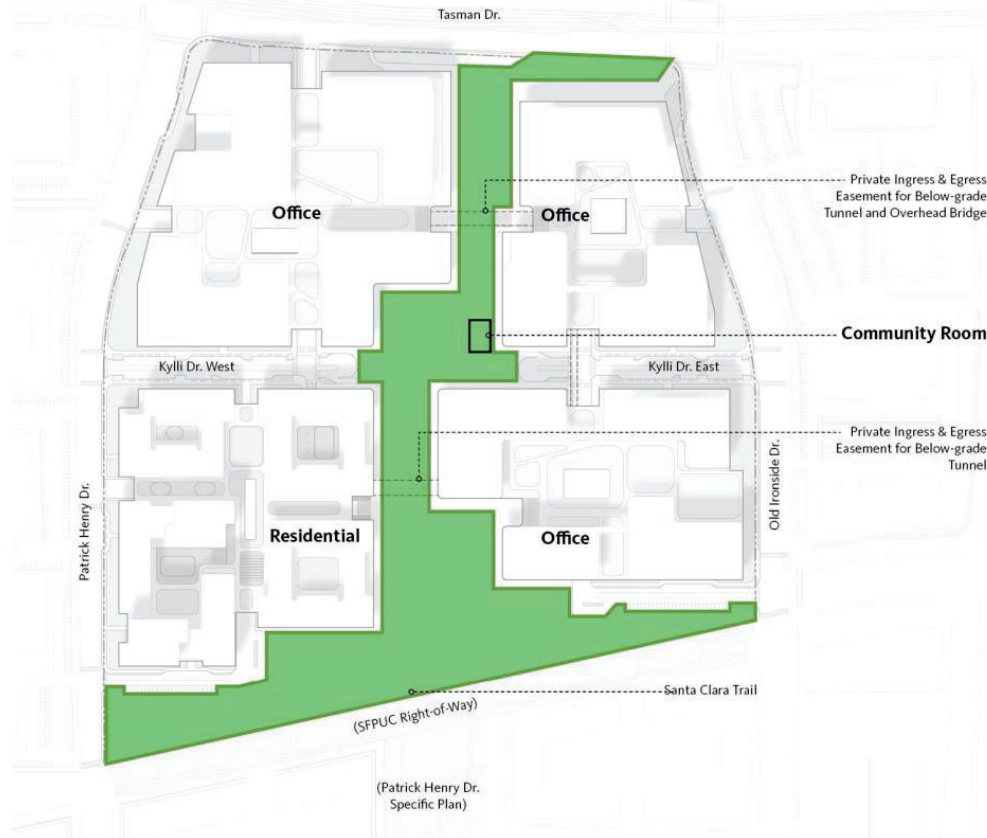 Tasman Dr.
Private Ingress & Egress
Easement for Below-grade
Tunnel and Overhead Bridge
Office
Office
Community Room
Kylli Dr. West
Kylli Dr. East
Private Ingress & Egress
Easement for Below-grade
Tunnel
Old Ironside Dr.
Patrick Henry Dr.
Residential
Office
Santa Clara Trail
(SFPUC Right-of-Way)
(Patrick Henry Dr.
Specific Plan)